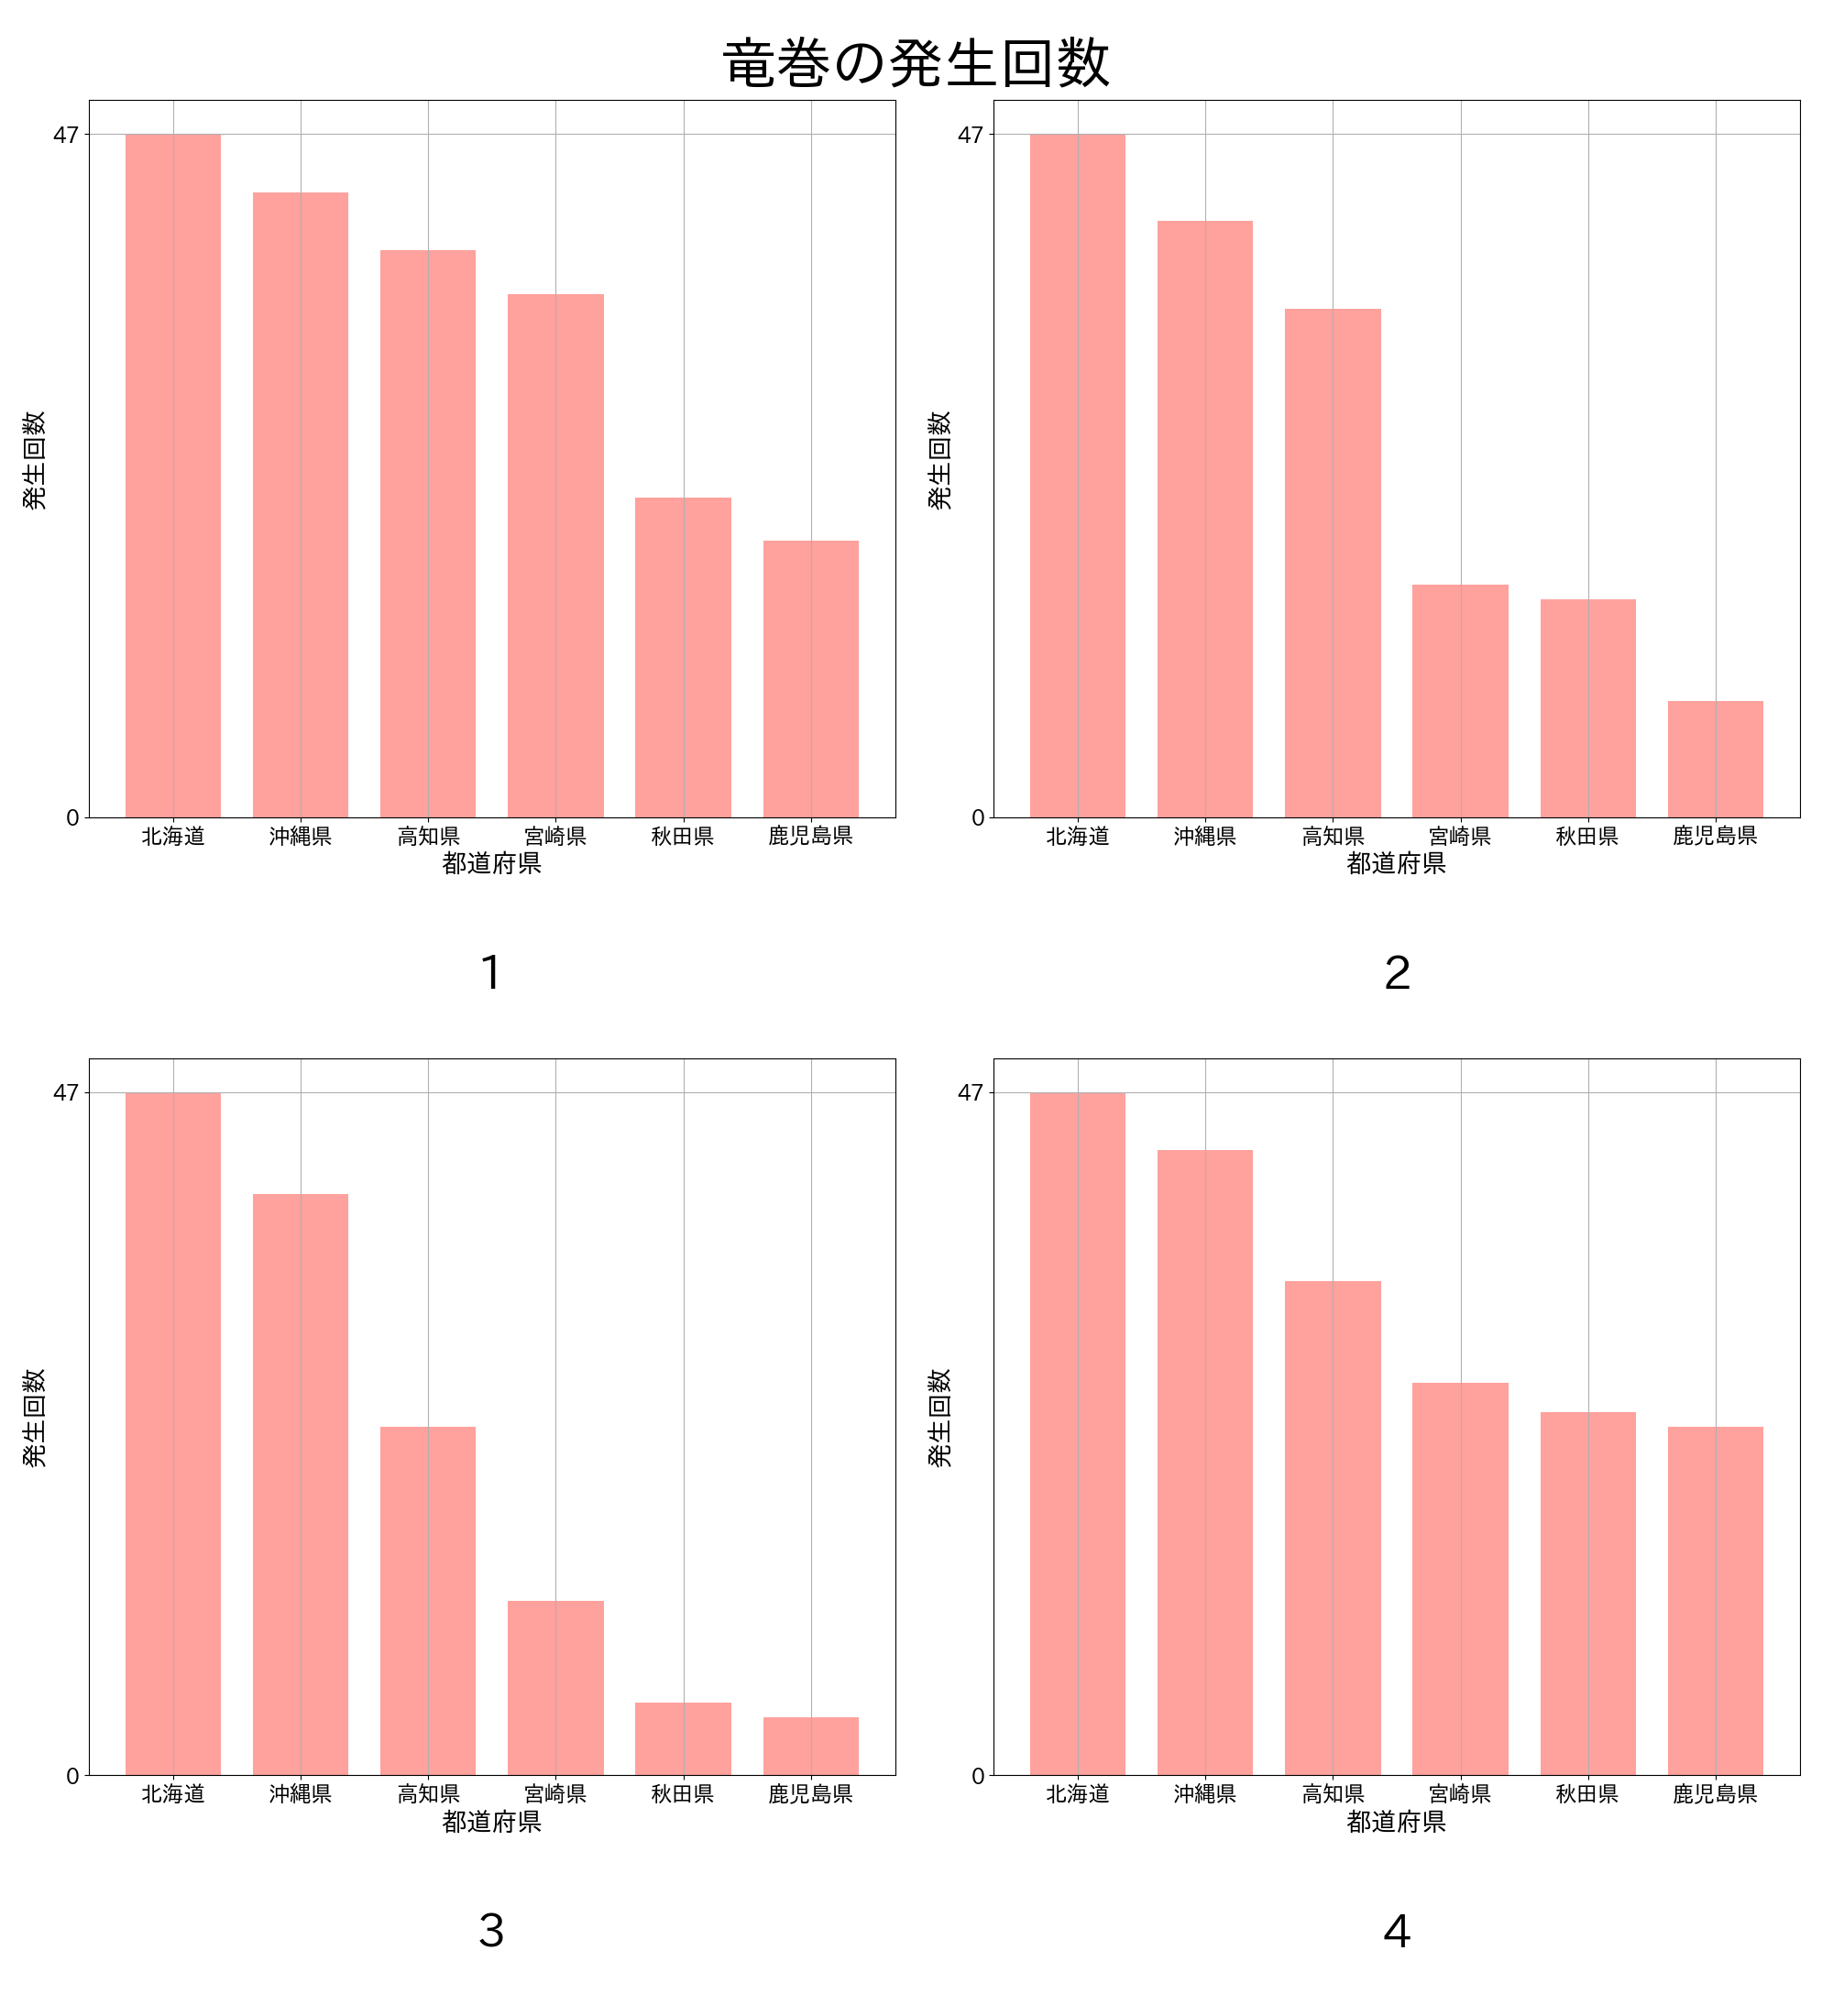 竜巻の発生回数
47
0
発生回数
北海道 沖縄県 高知県 宮崎県 秋田県 鹿児島県
都道府県
1
47
0
発生回数
北海道 沖縄県 高知県 宮崎県 秋田県 鹿児島県
都道府県
2
47
0
発生回数
北海道 沖縄県 高知県 宮崎県 秋田県 鹿児島県
都道府県
3
47
0
発生回数
北海道 沖縄県 高知県 宮崎県 秋田県 鹿児島県
都道府県
4